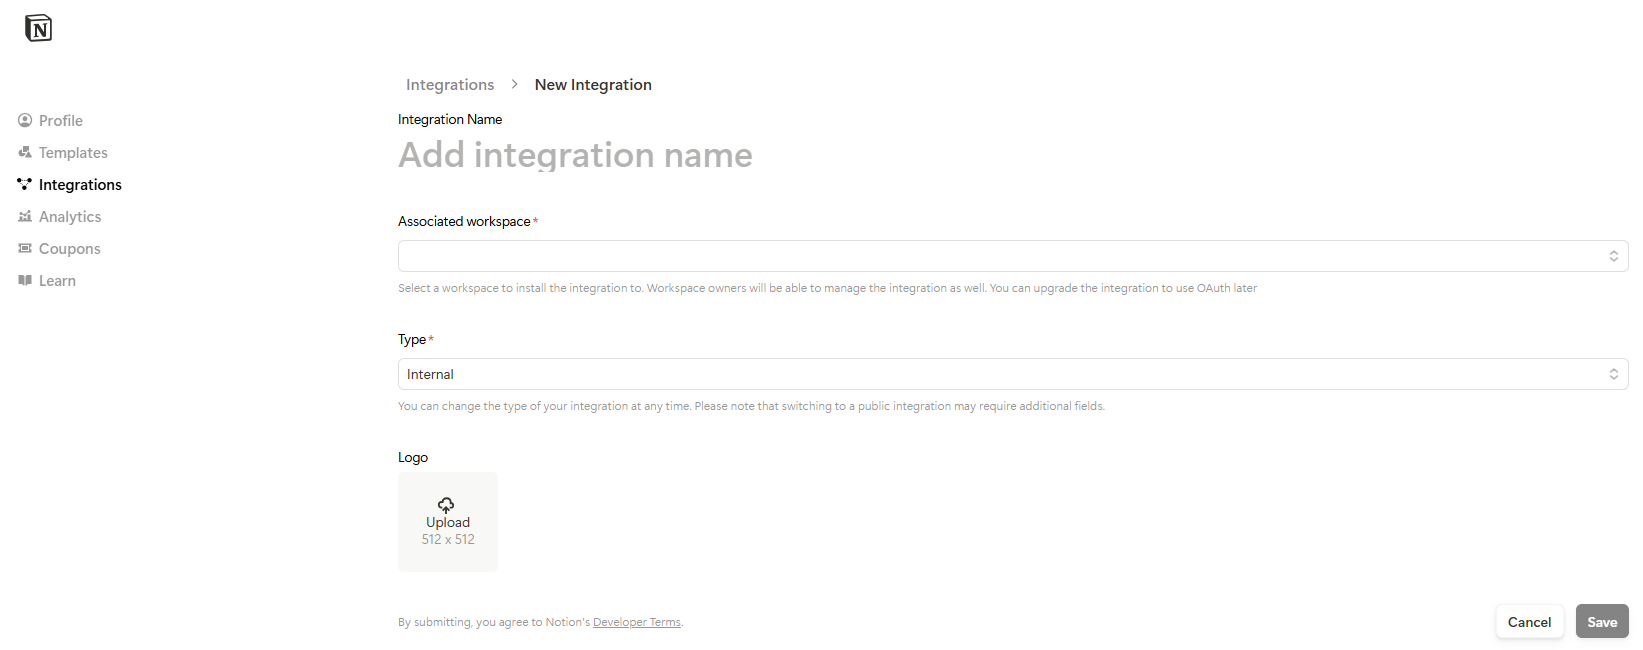 N
Integrations > New Integration
Profile
Templates
Integrations
Analytics
Coupons
Learn
Integration Name
Add integration name
Associated workspace*
Select a workspace to install the integration to. Workspace owners will be able to manage the integration as well. You can upgrade the integration to use OAuth later
Type*
Internal
You can change the type of your integration at any time. Please note that switching to a public integration may require additional fields.
Logo
Upload
512 x 512
By submitting, you agree to Notion's Developer Terms.
Cancel
Save